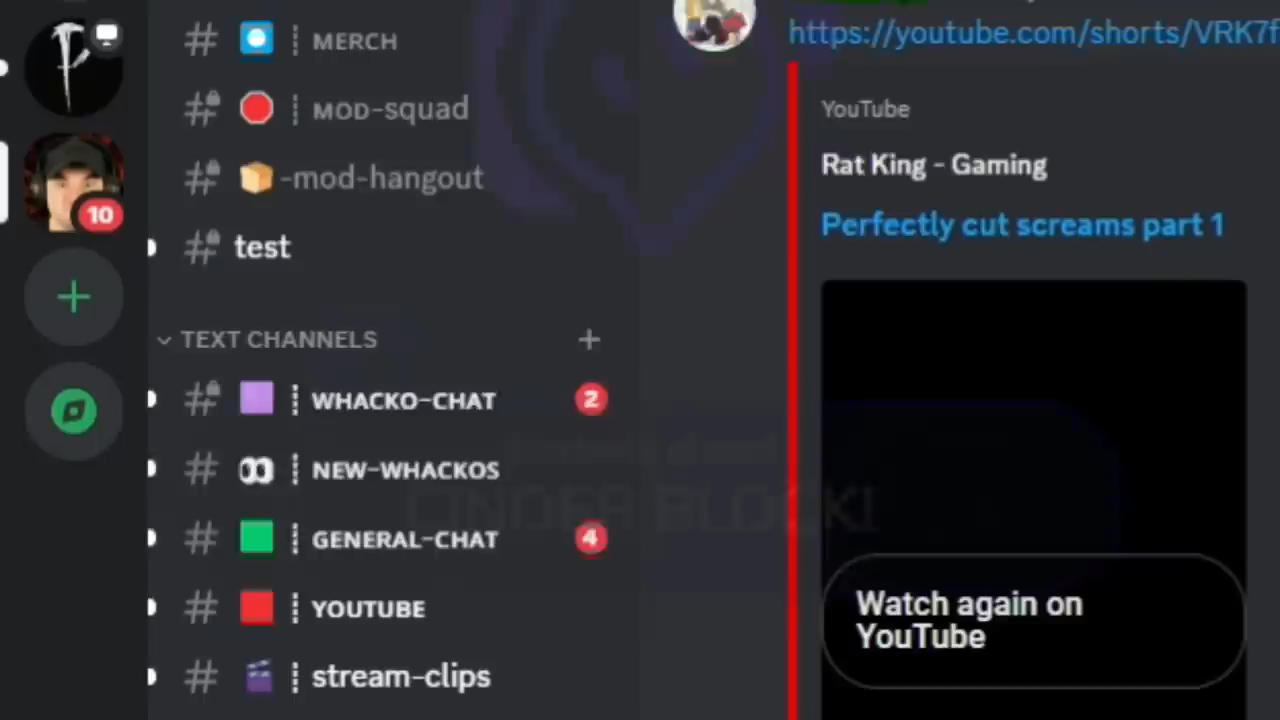 MERCH
MOD-squad
-mod-hangout
10
test
TEXT CHANNELS
WHACKO-CHAT
2
NEW-WHACKOS
GENERAL-CHAT
4
YOUTUBE
stream-clips
https://youtube.com/shorts/VRK7f
YouTube
Rat King - Gaming
Perfectly cut screams part 1
CINDER BLOCK!
Watch again on
YouTube